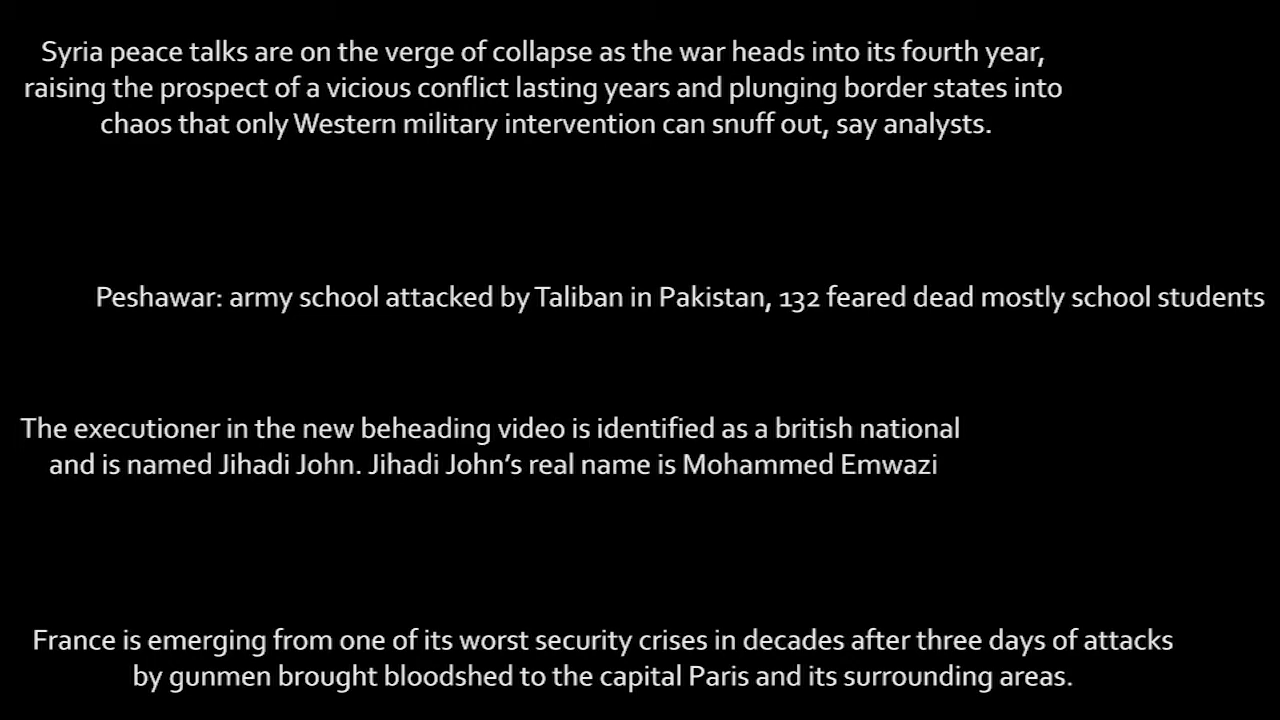 Syria peace talks are on the verge of collapse as the war heads into its fourth year,
raising the prospect of a vicious conflict lasting years and plunging border states into
chaos that only Western military intervention can snuff out, say analysts.
Peshawar: army school attacked by Taliban in Pakistan, 132 feared dead mostly school students
The executioner in the new beheading video is identified as a british national
and is named Jihadi John. Jihadi John’s real name is Mohammed Emwazi
France is emerging from one of its worst security crises in decades after three days of attacks
by gunmen brought bloodshed to the capital Paris and its surrounding areas.